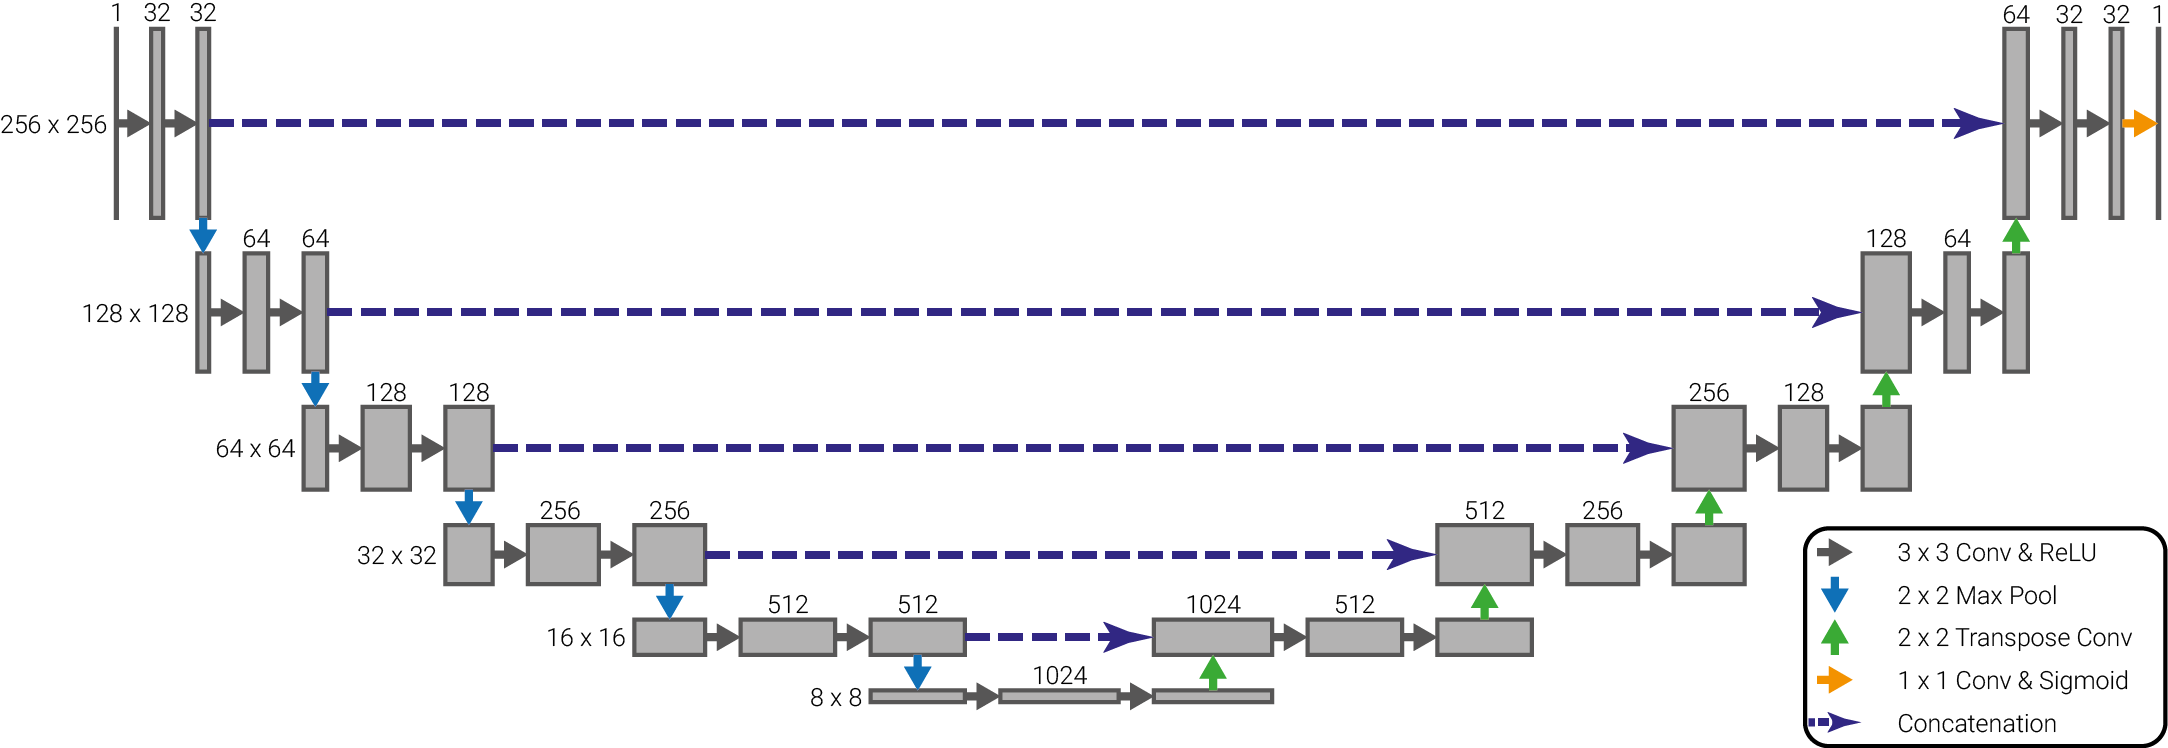 1 32 32
64 32 32 1
256 x 256
64 64
128 64
128 x 128
128 128
256 128
64 x 64
256 256
512 256
32 x 32
512 512
1024 512
16 x 16
1024
8 x 8
3 x 3 Conv & ReLU
2 x 2 Max Pool
2 x 2 Transpose Conv
1 x 1 Conv & Sigmoid
Concatenation